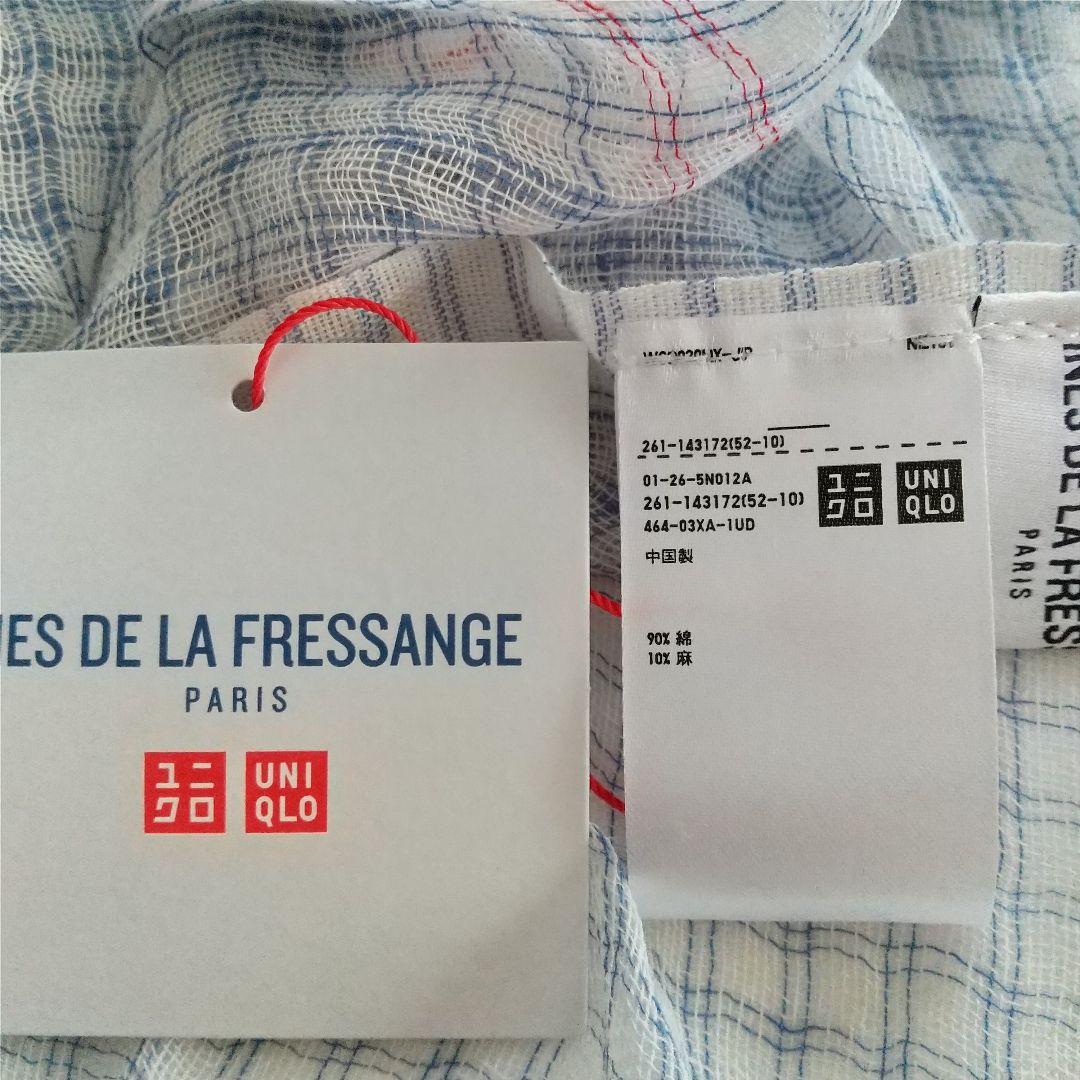 NES DE LA FRESSANGE
PARIS
ユニ
クロ
UNI
QLO
261-143172(52-10)
01-26-5N012A
261-143172(52-10)
464-03XA-1UD
中国製
ユニ
クロ
UNI
QLO
90% 綿
10% 麻
INES DE LA FRES
PARIS